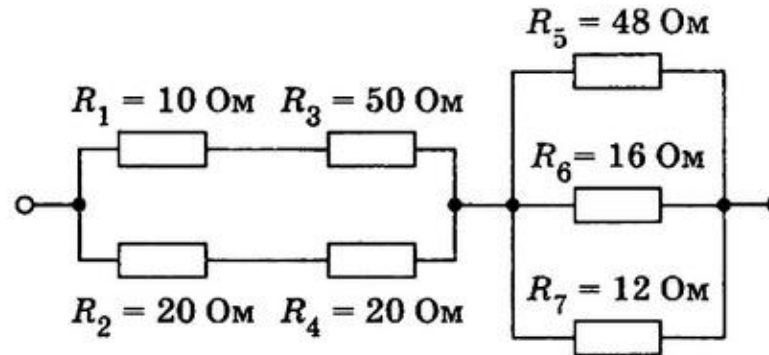 R₅ = 48 Ом
R₁ = 10 Ом R₃ = 50 Ом
R₆ = 16 Ом
R₂ = 20 Ом R₄ = 20 Ом
R₇ = 12 Ом